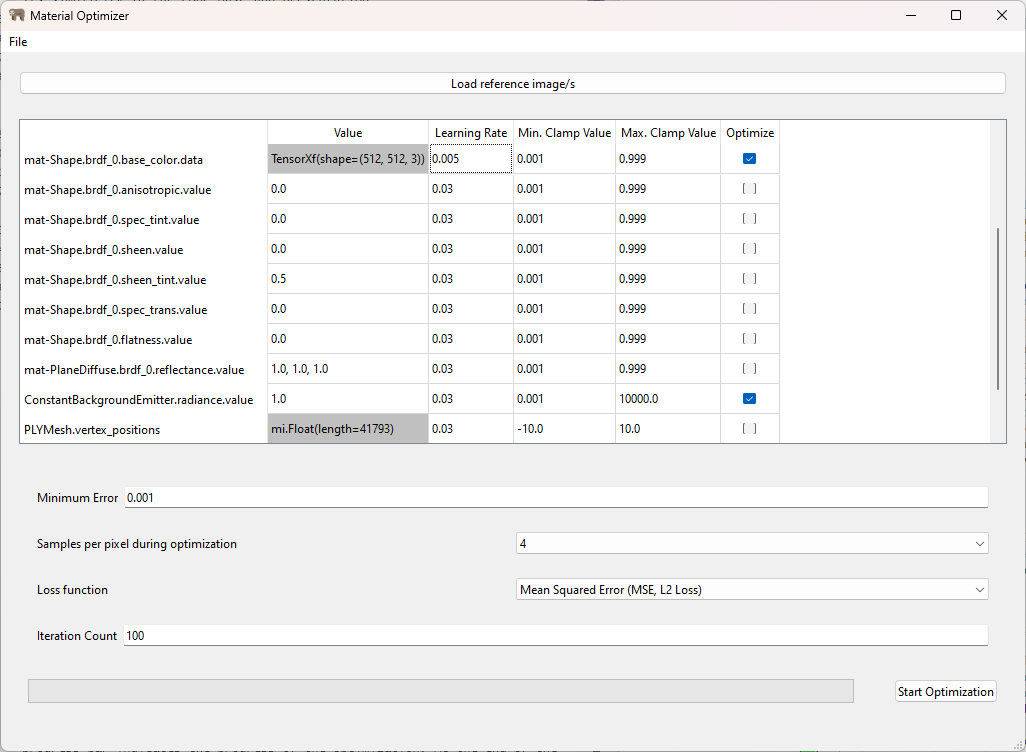 Material Optimizer
File
Load reference image/s
Value Learning Rate Min. Clamp Value Max. Clamp Value Optimize
mat-Shape.brdf_0.base_color.data TensorXf(shape=(512, 512, 3)) 0.005 0.001 0.999
mat-Shape.brdf_0.anisotropic.value 0.0 0.03 0.001 0.999
mat-Shape.brdf_0.spec_tint.value 0.0 0.03 0.001 0.999
mat-Shape.brdf_0.sheen.value 0.0 0.03 0.001 0.999
mat-Shape.brdf_0.sheen_tint.value 0.5 0.03 0.001 0.999
mat-Shape.brdf_0.spec_trans.value 0.0 0.03 0.001 0.999
mat-Shape.brdf_0.flatness.value 0.0 0.03 0.001 0.999
mat-PlaneDiffuse.brdf_0.reflectance.value 1.0, 1.0, 1.0 0.03 0.001 0.999
ConstantBackgroundEmitter.radiance.value 1.0 0.03 0.001 10000.0
PLYMesh.vertex_positions mi.Float(length=41793) 0.03 -10.0 10.0
Minimum Error 0.001
Samples per pixel during optimization 4
Loss function Mean Squared Error (MSE, L2 Loss)
Iteration Count 100
Start Optimization